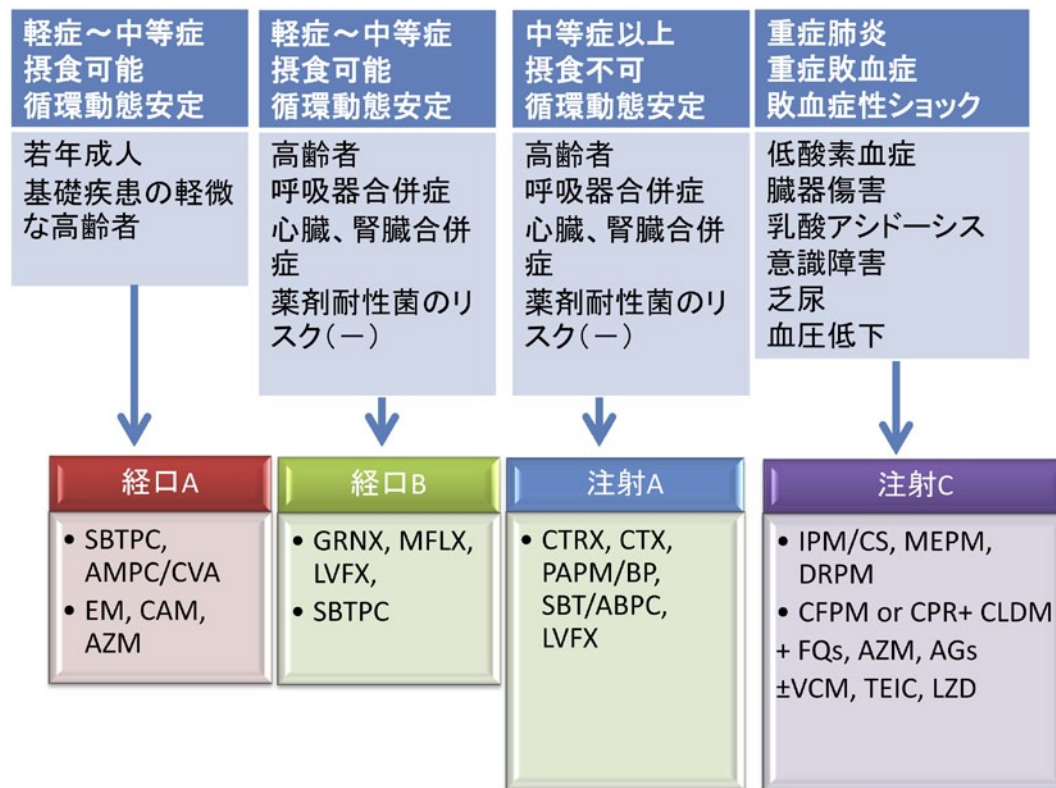 軽症～中等症
摂食可能
循環動態安定
若年成人
基礎疾患の軽微
な高齢者
軽症～中等症
摂食可能
循環動態安定
高齢者
呼吸器合併症
心臓、腎臓合併
症
薬剤耐性菌のリ
スク(－)
中等症以上
摂食不可
循環動態安定
高齢者
呼吸器合併症
心臓、腎臓合併
症
薬剤耐性菌のリ
スク(－)
重症肺炎
重症敗血症
敗血症性ショック
低酸素血症
臓器傷害
乳酸アシドーシス
意識障害
乏尿
血圧低下
経口A
• SBTPC,
AMPC/CVA
• EM, CAM,
AZM
経口B
• GRNX, MFLX,
LVFX,
• SBTPC
注射A
• CTRX, CTX,
PAPM/BP,
SBT/ABPC,
LVFX
注射C
• IPM/CS, MEPM,
DRPM
• CFPM or CPR+ CLDM
+ FQs, AZM, AGs
±VCM, TEIC, LZD